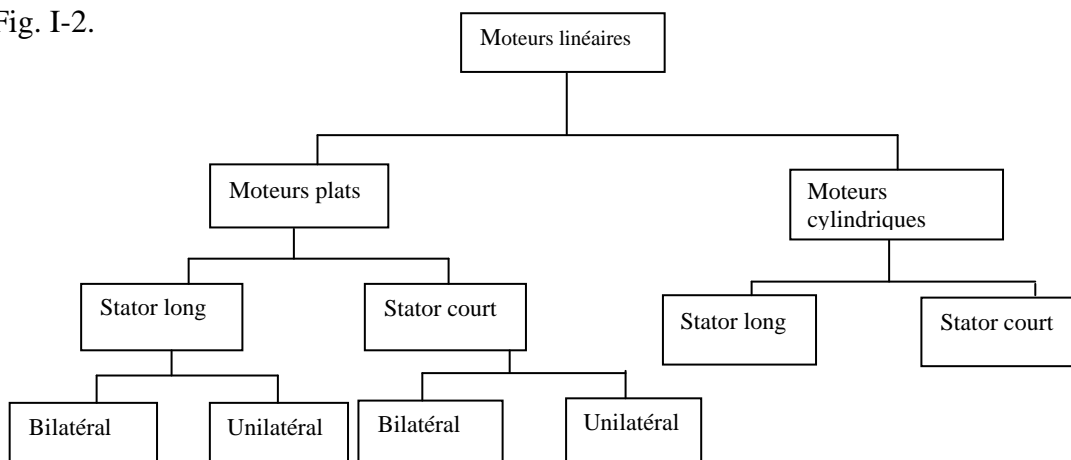 Fig. I-2.
Moteurs linéaires
Moteurs plats
Moteurs
cylindriques
Stator long
Stator court
Stator long
Stator court
Bilatéral
Unilatéral
Bilatéral
Unilatéral